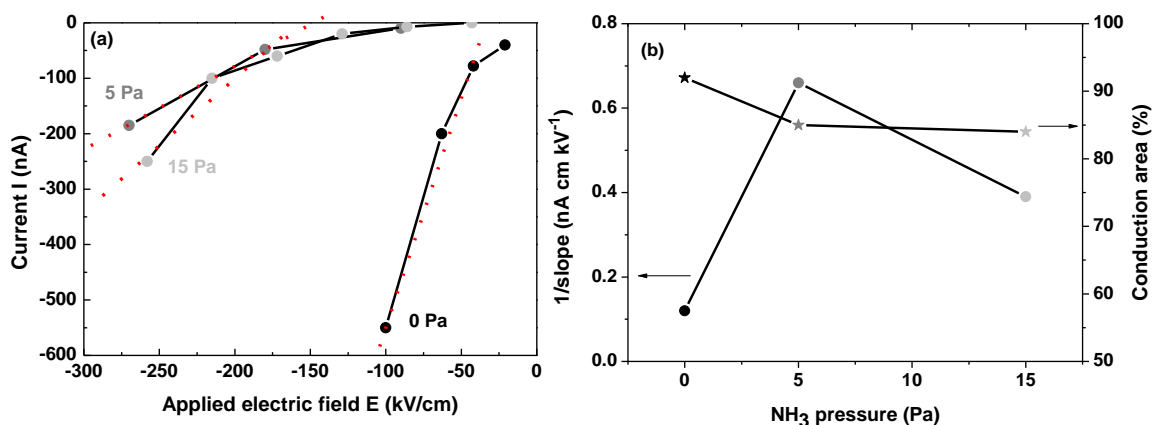 (a)
0
-100
-200
-300
-400
-500
-600
Current I (nA)
5 Pa
15 Pa
0 Pa
-300 -250 -200 -150 -100 -50 0
Applied electric field E (kV/cm)
(b)
0.8
0.6
0.4
0.2
0.0
1/slope (nA cm kV⁻¹)
100
90
80
70
60
50
Conduction area (%)
0 5 10 15
NH₃ pressure (Pa)